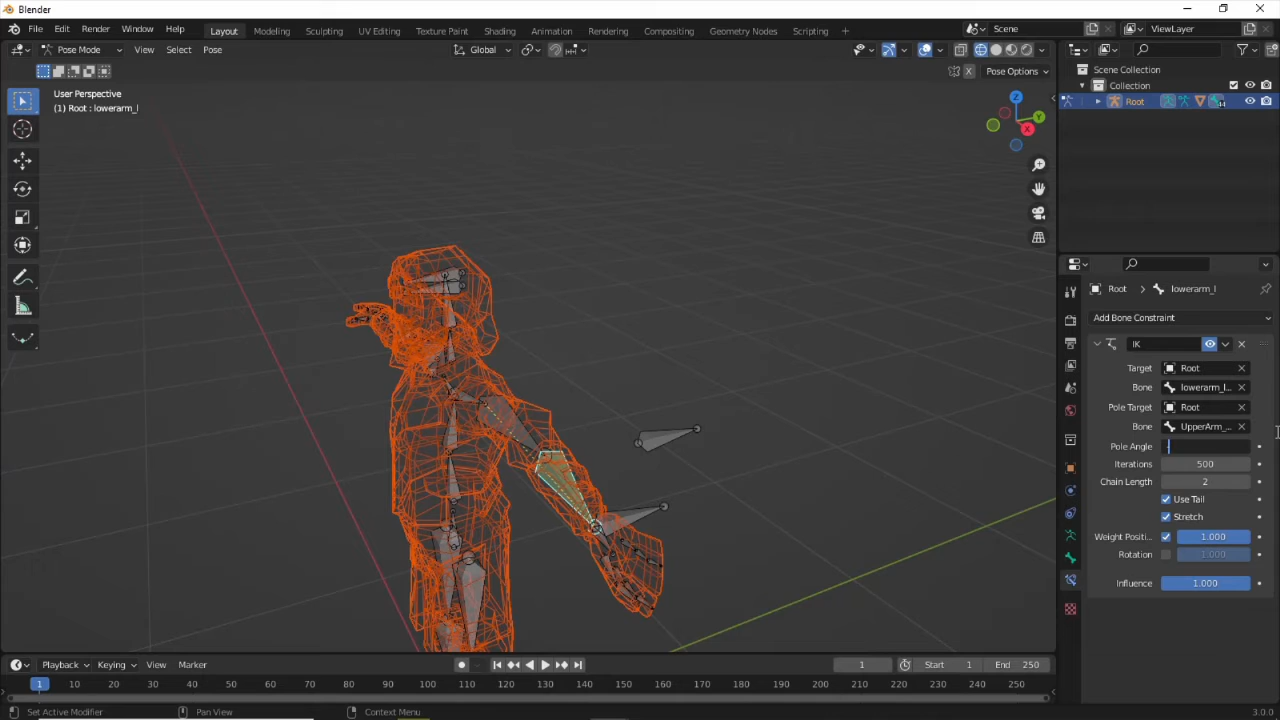 Blender
File Edit Render Window Help Layout Modeling Sculpting UV Editing Texture Paint Shading Animation Rendering Compositing Geometry Nodes Scripting + Scene ViewLayer
Pose Mode View Select Pose Global
X Pose Options
User Perspective
(1) Root : lowerarm_l
Z
Y
X
Scene Collection
Collection
Root
Root > lowerarm_l
Add Bone Constraint
IK
Target Root
Bone lowerarm_l...
Pole Target Root
Bone UpperArm_...
Pole Angle
Iterations 500
Chain Length 2
Use Tail
Stretch
Weight Positi... 1.000
Rotation 1.000
Influence 1.000
Playback Keying View Marker 1 Start 1 End 250
1 10 20 30 40 50 60 70 80 90 100 110 120 130 140 150 160 170 180 190 200 210 220 230 240 250
Set Active Modifier Pan View Context Menu 3.0.0